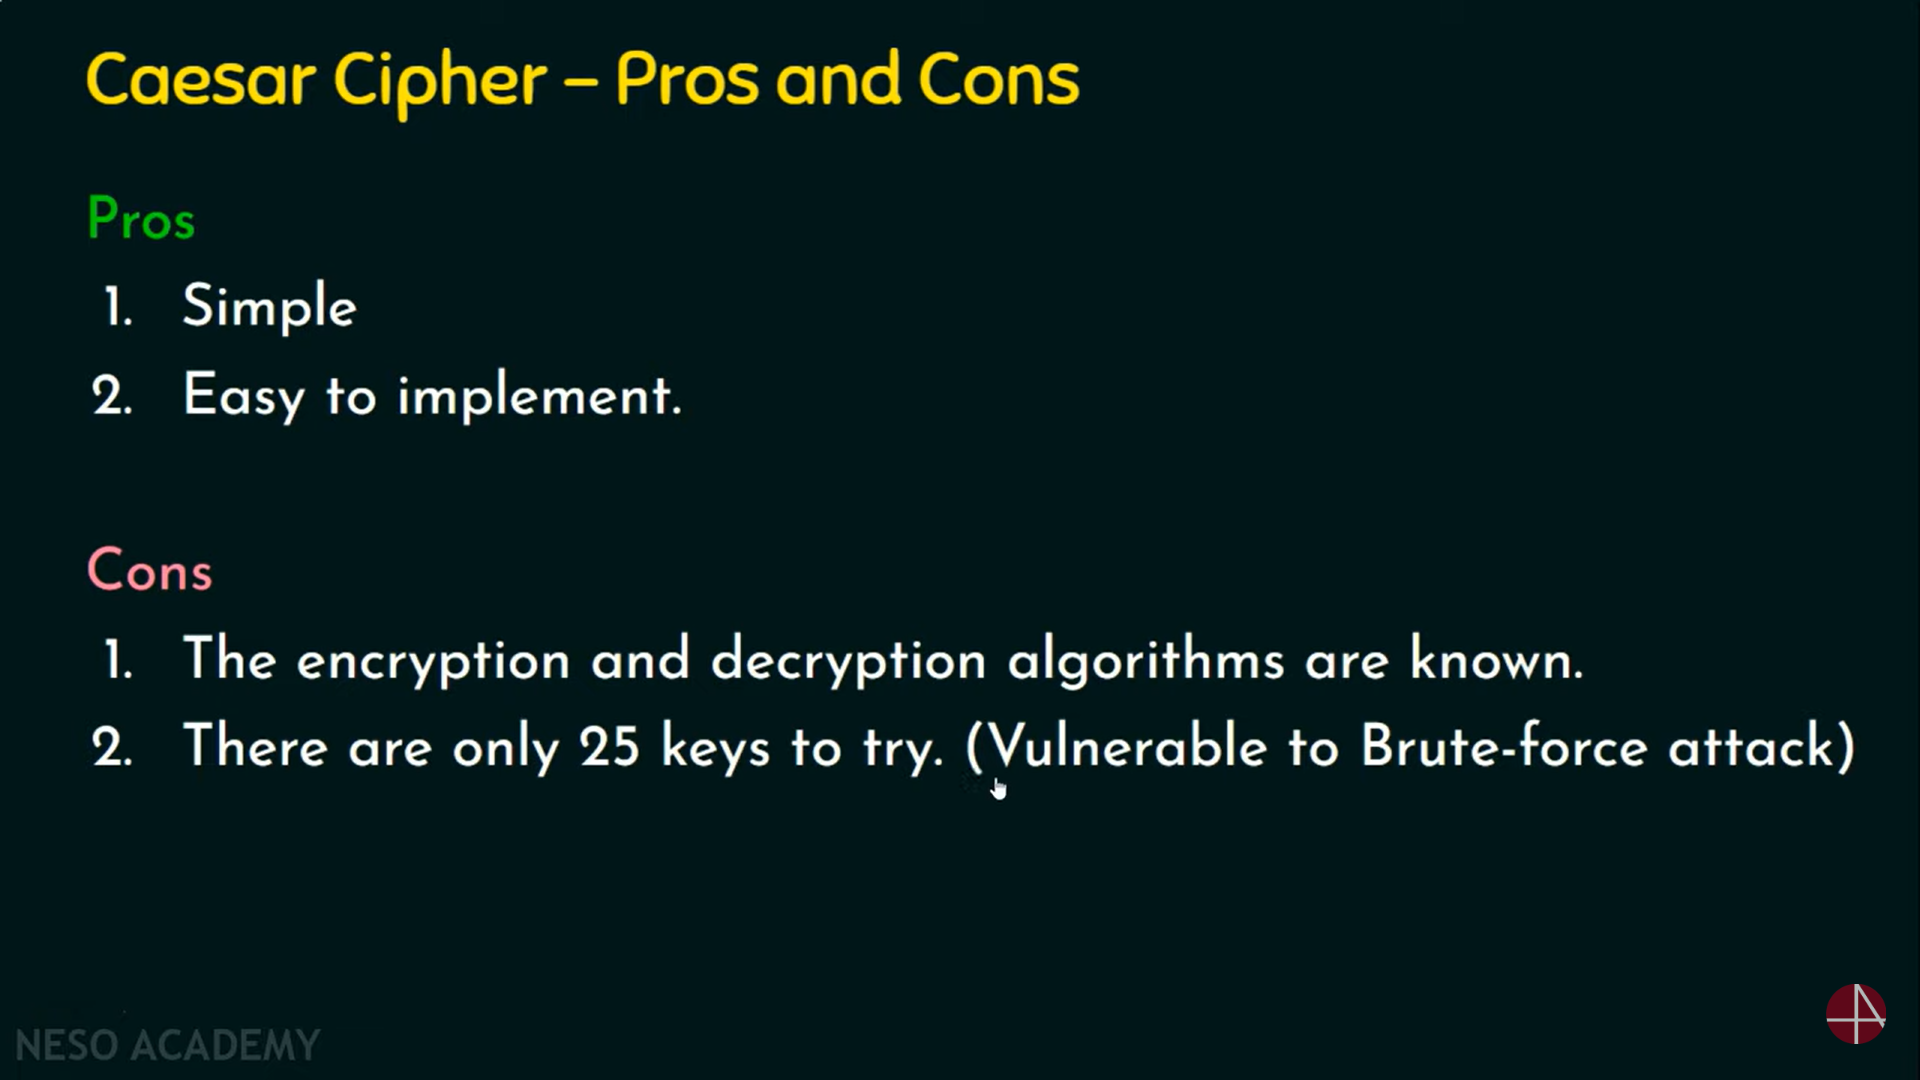 Caesar Cipher – Pros and Cons
Pros
1. Simple
2. Easy to implement.
Cons
1. The encryption and decryption algorithms are known.
2. There are only 25 keys to try. (Vulnerable to Brute-force attack)
NESO ACADEMY